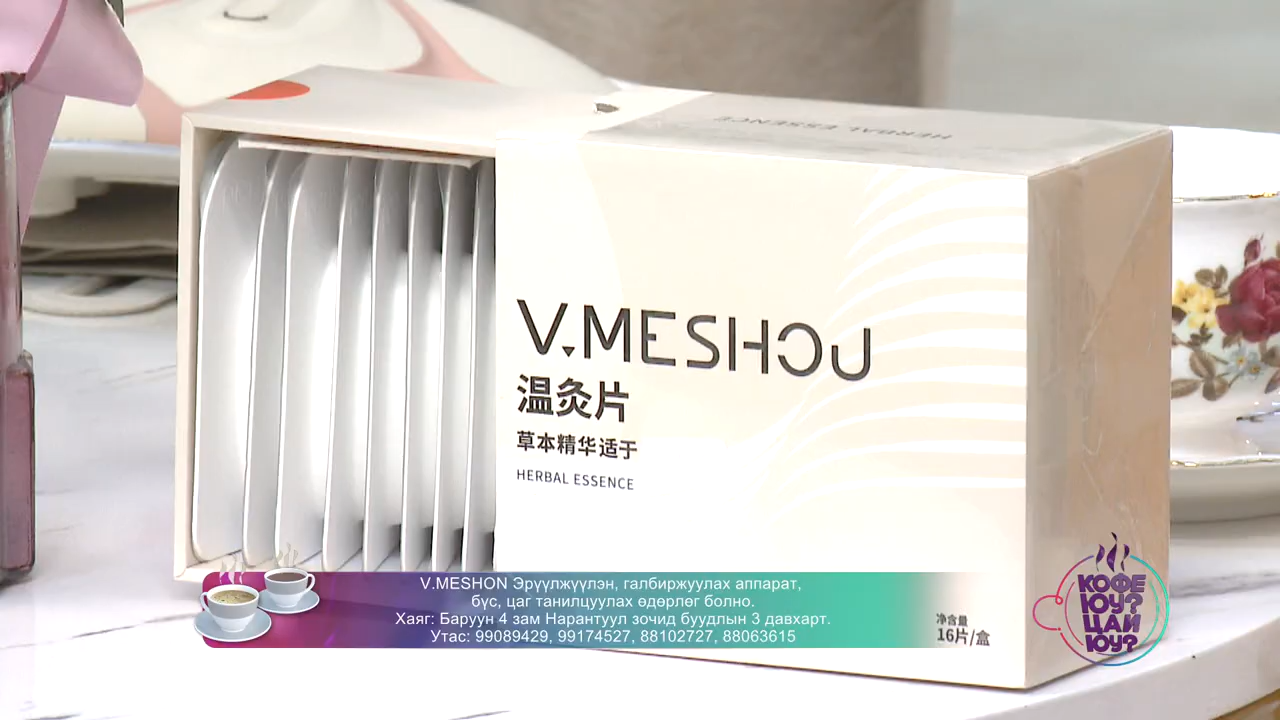 HERBAL ESSENCE
V.MESHOU
温灸片
草本精华适于
HERBAL ESSENCE
净含量
16片/盒
V.MESHON Эрүүлжүүлэн, галбиржуулах аппарат,
бүс, цаг танилцуулах өдөрлөг болно.
Хаяг: Баруун 4 зам Нарантуул зочид буудлын 3 давхарт.
Утас: 99089429, 99174527, 88102727, 88063615
КОФЕ
ЮУ?
ЦАЙ
ЮУ?